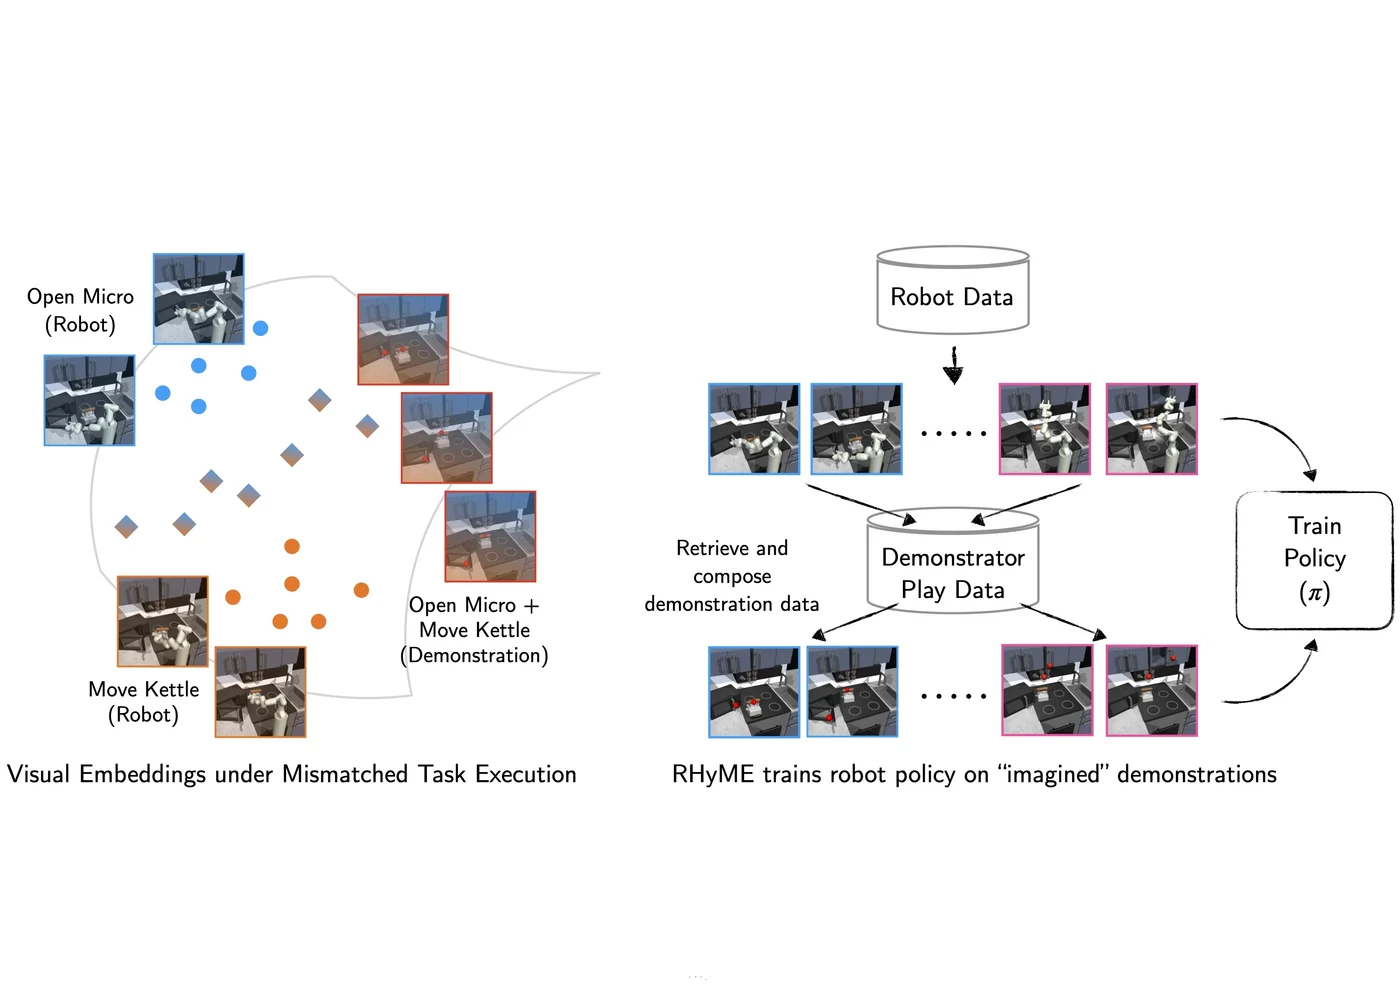 Open Micro
(Robot)
Open Micro +
Move Kettle
(Demonstration)
Move Kettle
(Robot)
Visual Embeddings under Mismatched Task Execution
Robot Data
Retrieve and
compose
demonstration data
Demonstrator
Play Data
Train
Policy
(π)
RHyME trains robot policy on “imagined” demonstrations